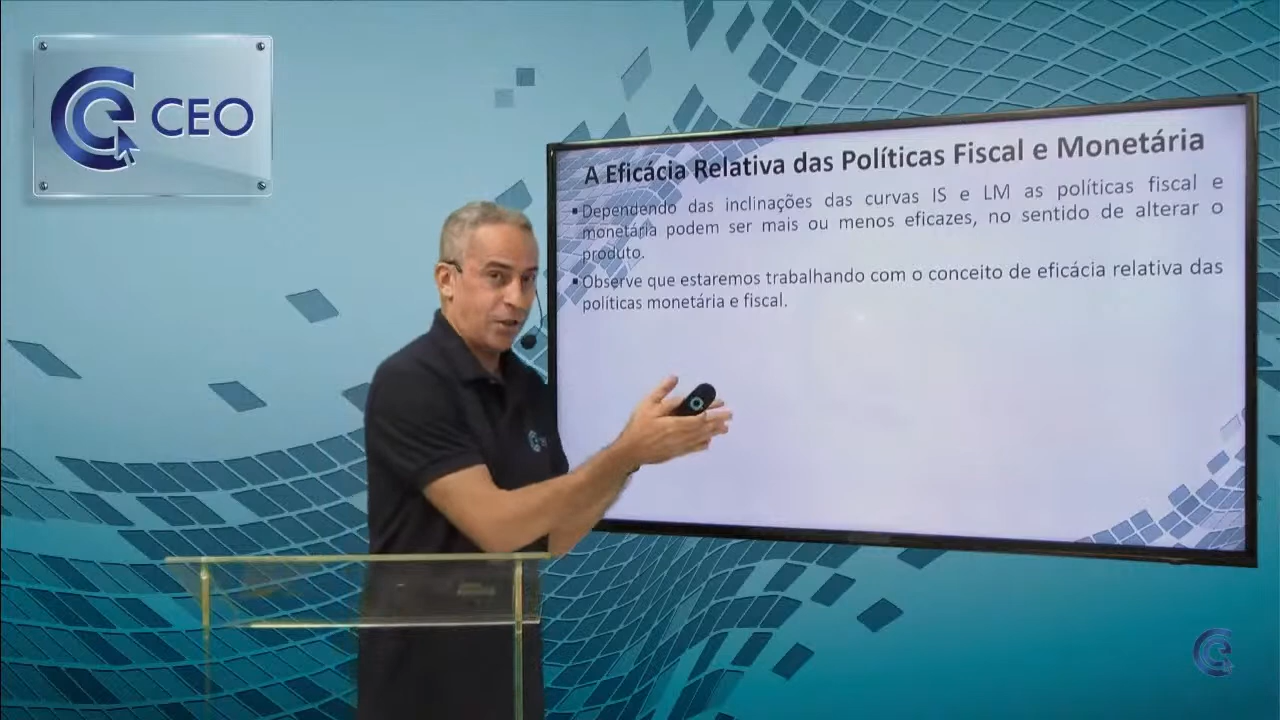 CEO
A Eficácia Relativa das Políticas Fiscal e Monetária
▪Dependendo das inclinações das curvas IS e LM as políticas fiscal e
monetária podem ser mais ou menos eficazes, no sentido de alterar o
produto.
▪Observe que estaremos trabalhando com o conceito de eficácia relativa das
políticas monetária e fiscal.